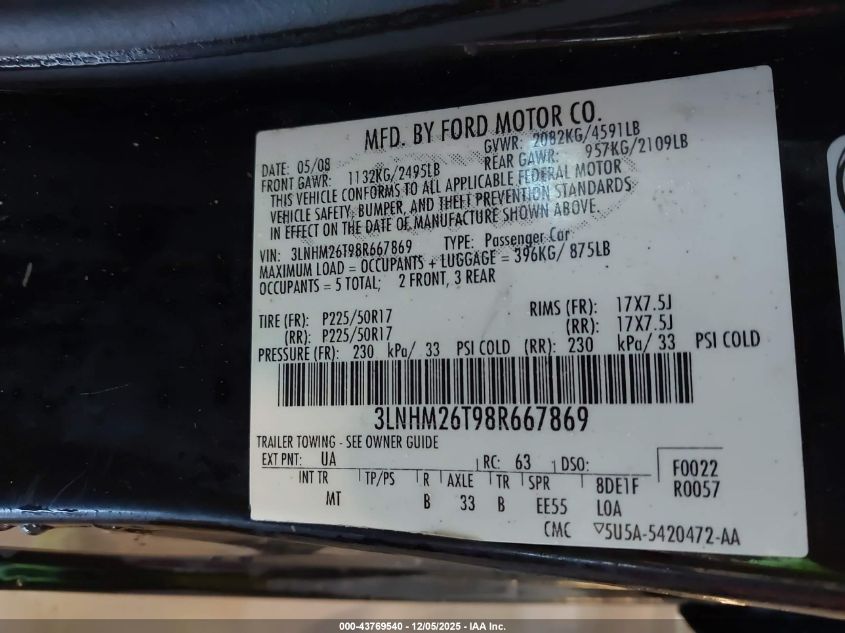 MFD. BY FORD MOTOR CO.
DATE: 05/08 GVWR: 2082KG/4591LB
FRONT GAWR: 1132KG/2495LB REAR GAWR: 957KG/2109LB
THIS VEHICLE CONFORMS TO ALL APPLICABLE FEDERAL MOTOR
VEHICLE SAFETY, BUMPER, AND THEFT PREVENTION STANDARDS
IN EFFECT ON THE DATE OF MANUFACTURE SHOWN ABOVE.
VIN: 3LNHM26T98R667869 TYPE: Passenger Car
MAXIMUM LOAD = OCCUPANTS + LUGGAGE = 396KG/ 875LB
OCCUPANTS = 5 TOTAL; 2 FRONT, 3 REAR
TIRE (FR): P225/50R17 RIMS (FR): 17X7.5J
(RR): P225/50R17 (RR): 17X7.5J
PRESSURE (FR): 230 kPa/ 33 PSI COLD (RR): 230 kPa/ 33 PSI COLD
3LNHM26T98R667869
TRAILER TOWING - SEE OWNER GUIDE
EXT PNT: UA RC: 63 DSO: F0022
INT TR TP/PS R AXLE TR SPR 8DE1F R0057
MT B 33 B EE55 LOA
CMC ▽5U5A-5420472-AA
000-43769540 - 12/05/2025 - IAA Inc.